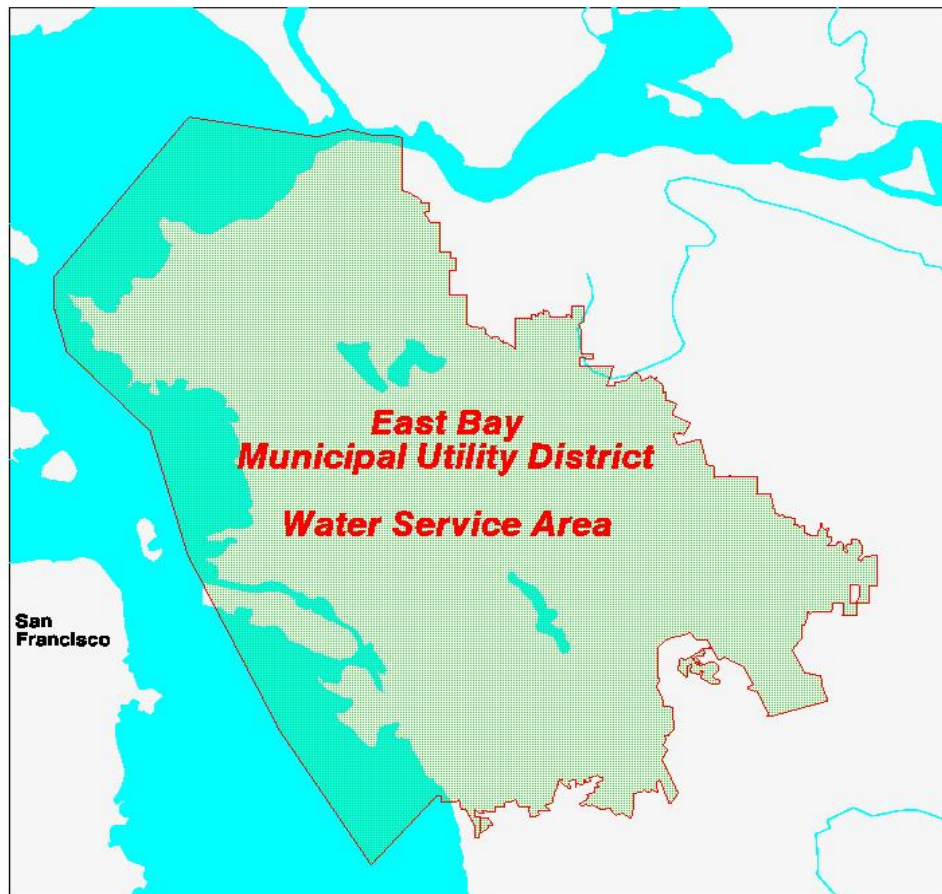 East Bay
Municipal Utility District
Water Service Area
San
Francisco